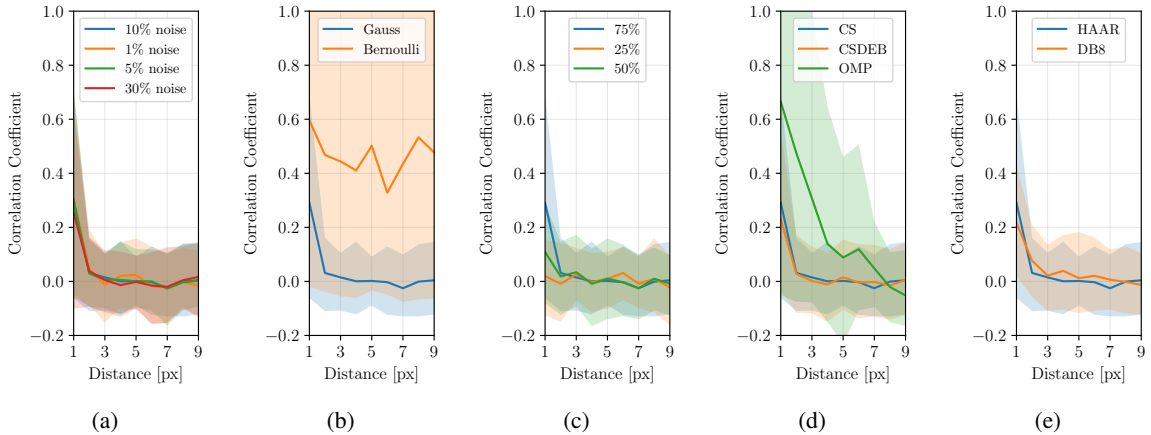 Correlation Coefficient
1.0
0.8
0.6
0.4
0.2
0.0
−0.2
10% noise
1% noise
5% noise
30% noise
1 3 5 7 9
Distance [px]
(a)
Correlation Coefficient
1.0
0.8
0.6
0.4
0.2
0.0
−0.2
Gauss
Bernoulli
1 3 5 7 9
Distance [px]
(b)
Correlation Coefficient
1.0
0.8
0.6
0.4
0.2
0.0
−0.2
75%
25%
50%
1 3 5 7 9
Distance [px]
(c)
Correlation Coefficient
1.0
0.8
0.6
0.4
0.2
0.0
−0.2
CS
CSDEB
OMP
1 3 5 7 9
Distance [px]
(d)
Correlation Coefficient
1.0
0.8
0.6
0.4
0.2
0.0
−0.2
HAAR
DB8
1 3 5 7 9
Distance [px]
(e)